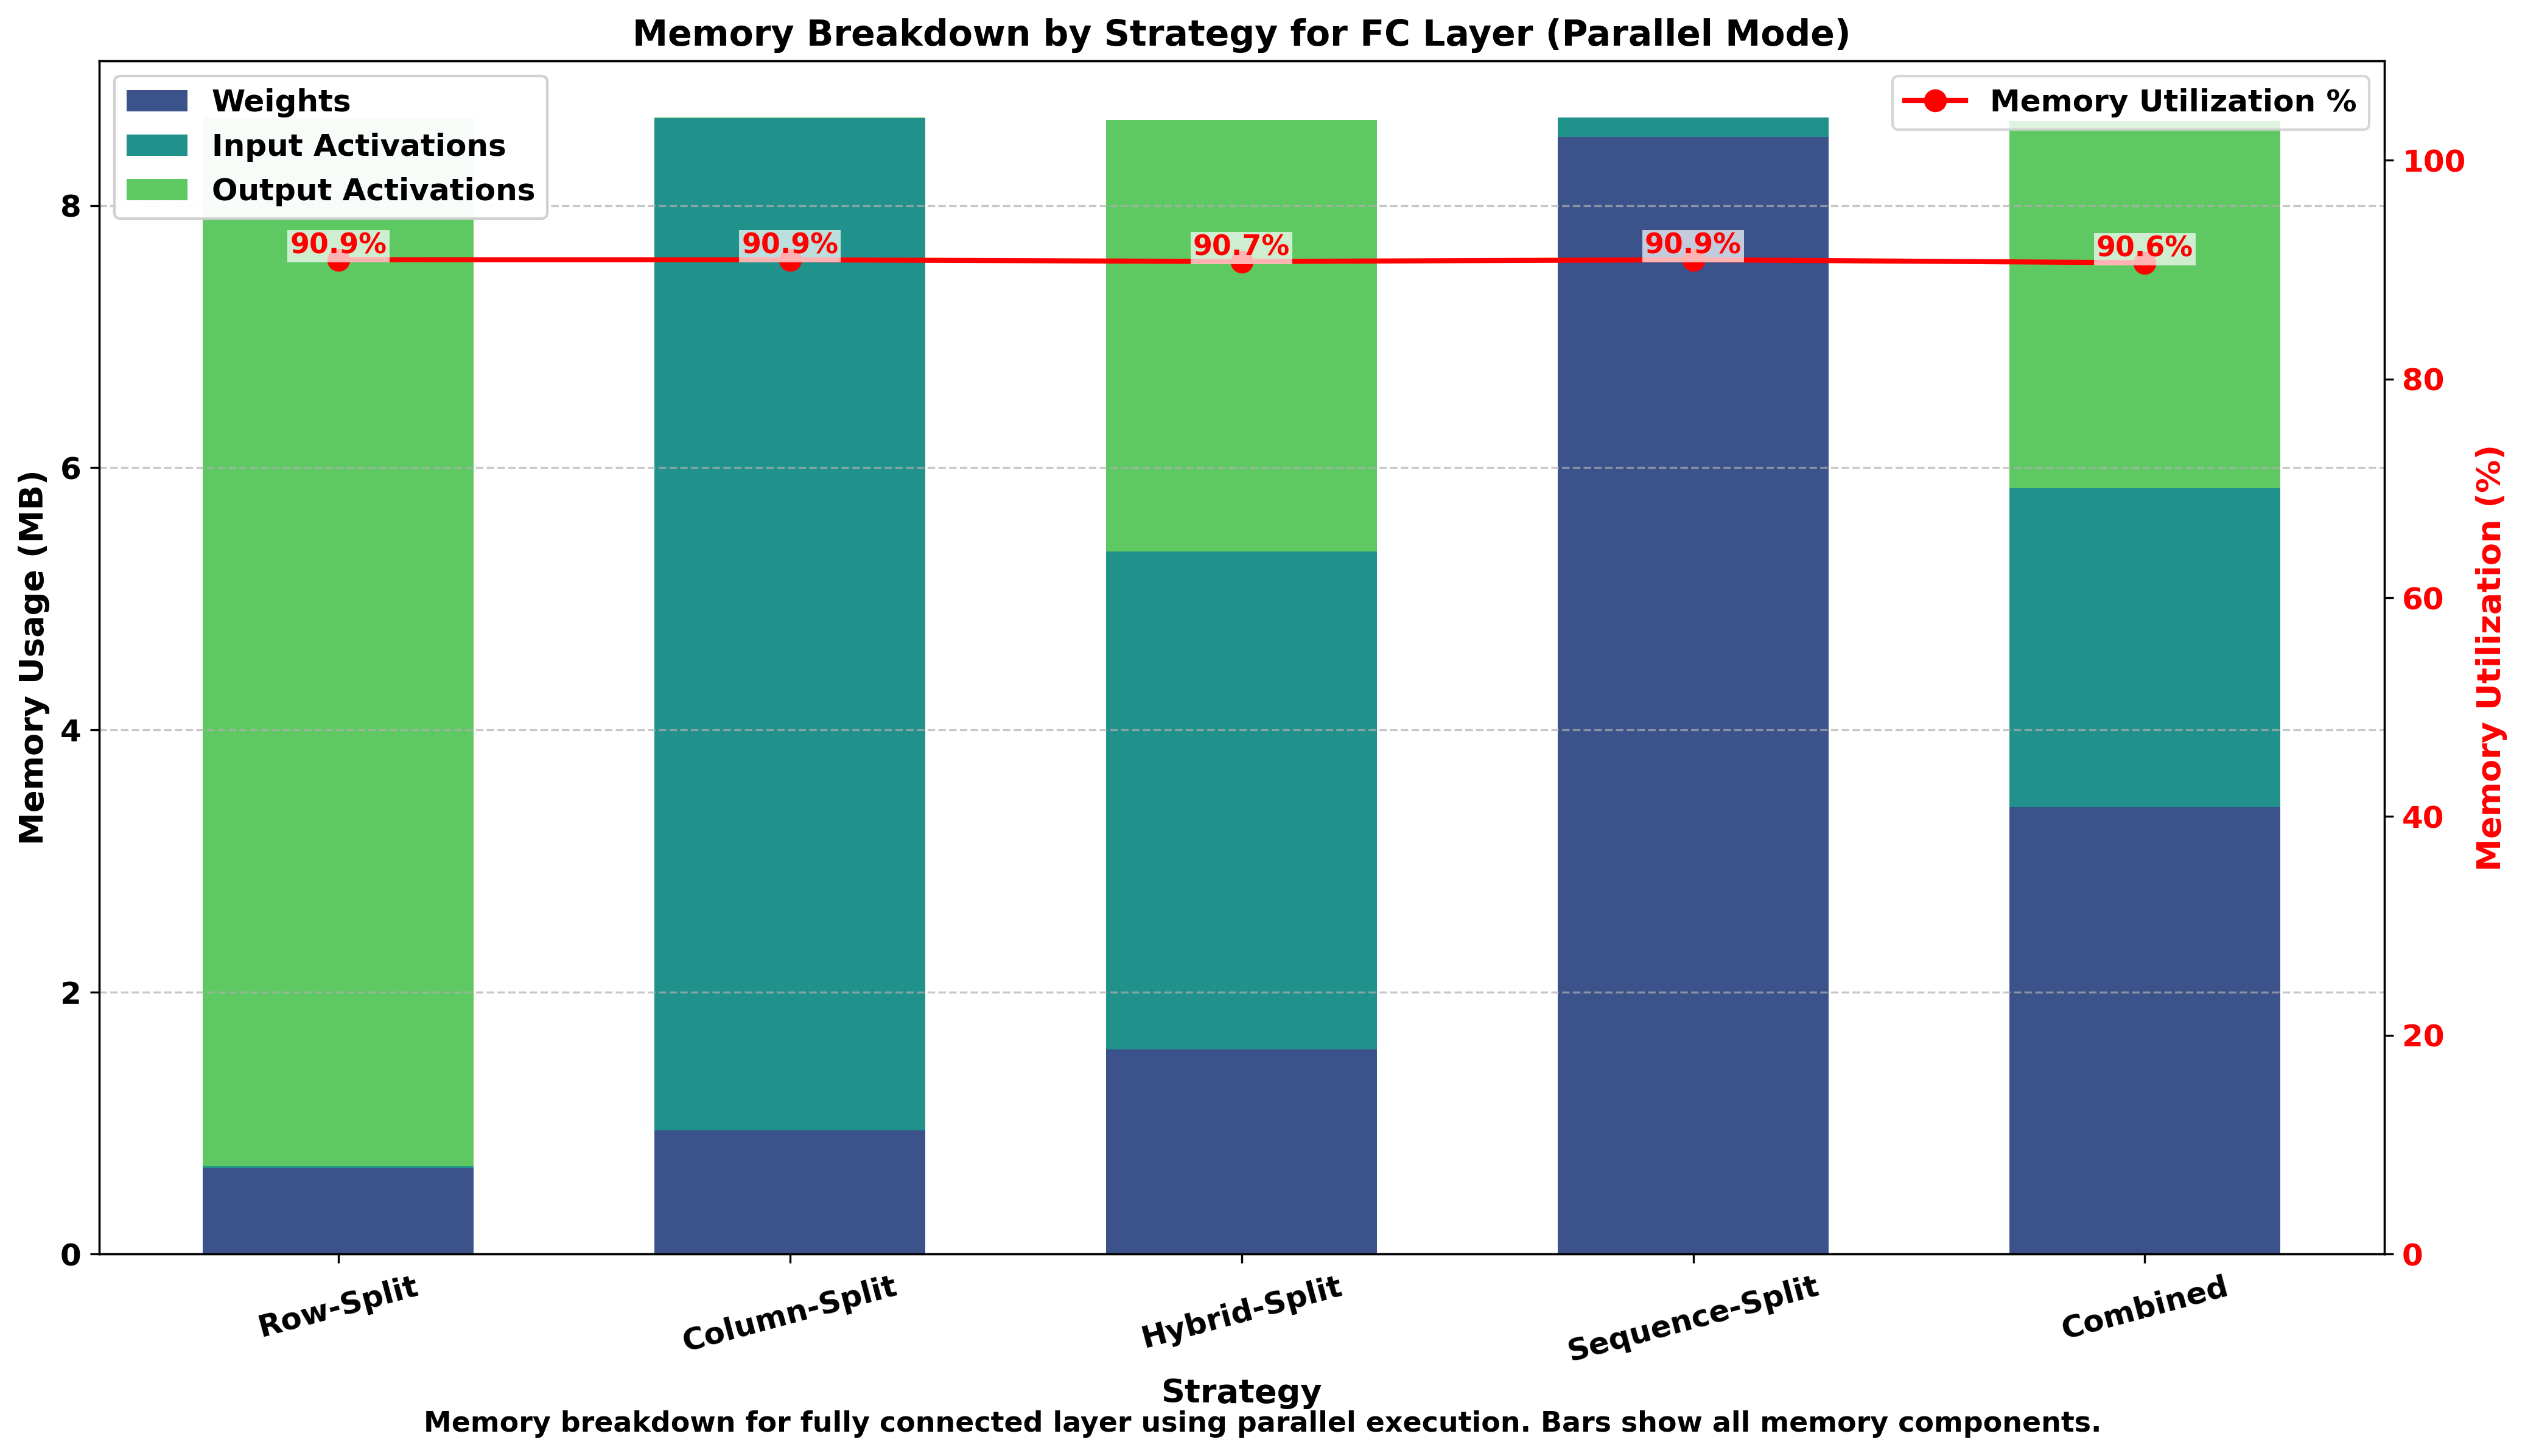 Memory Breakdown by Strategy for FC Layer (Parallel Mode)
Weights
Input Activations
Output Activations
Memory Utilization %
Memory Usage (MB)
8
6
4
2
0
90.9%
90.9%
90.7%
90.9%
90.6%
100
80
60
40
20
0
Memory Utilization (%)
Row-Split
Column-Split
Hybrid-Split
Sequence-Split
Combined
Strategy
Memory breakdown for fully connected layer using parallel execution. Bars show all memory components.